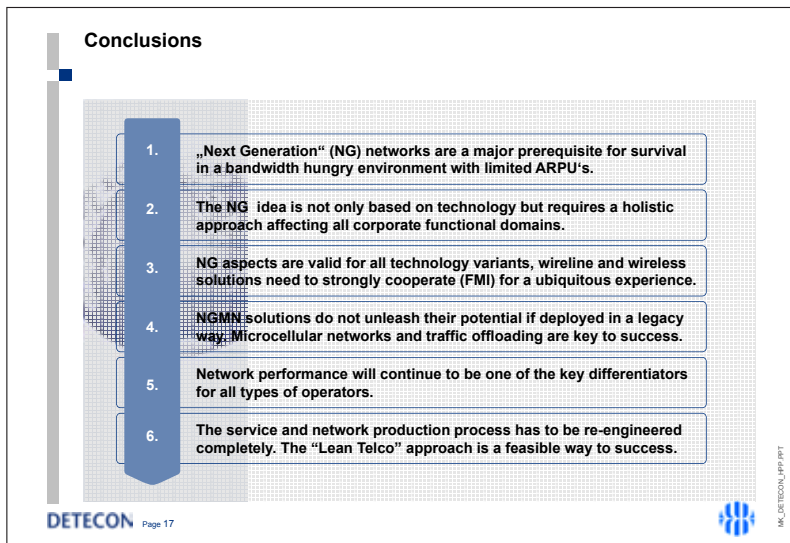 Conclusions
1.
„Next Generation“ (NG) networks are a major prerequisite for survival
in a bandwidth hungry environment with limited ARPU‘s.
2.
The NG idea is not only based on technology but requires a holistic
approach affecting all corporate functional domains.
3.
NG aspects are valid for all technology variants, wireline and wireless
solutions need to strongly cooperate (FMI) for a ubiquitous experience.
4.
NGMN solutions do not unleash their potential if deployed in a legacy
way. Microcellular networks and traffic offloading are key to success.
5.
Network performance will continue to be one of the key differentiators
for all types of operators.
6.
The service and network production process has to be re-engineered
completely. The “Lean Telco” approach is a feasible way to success.
DETECON Page 17
MK_DETECON_HPP.PPT